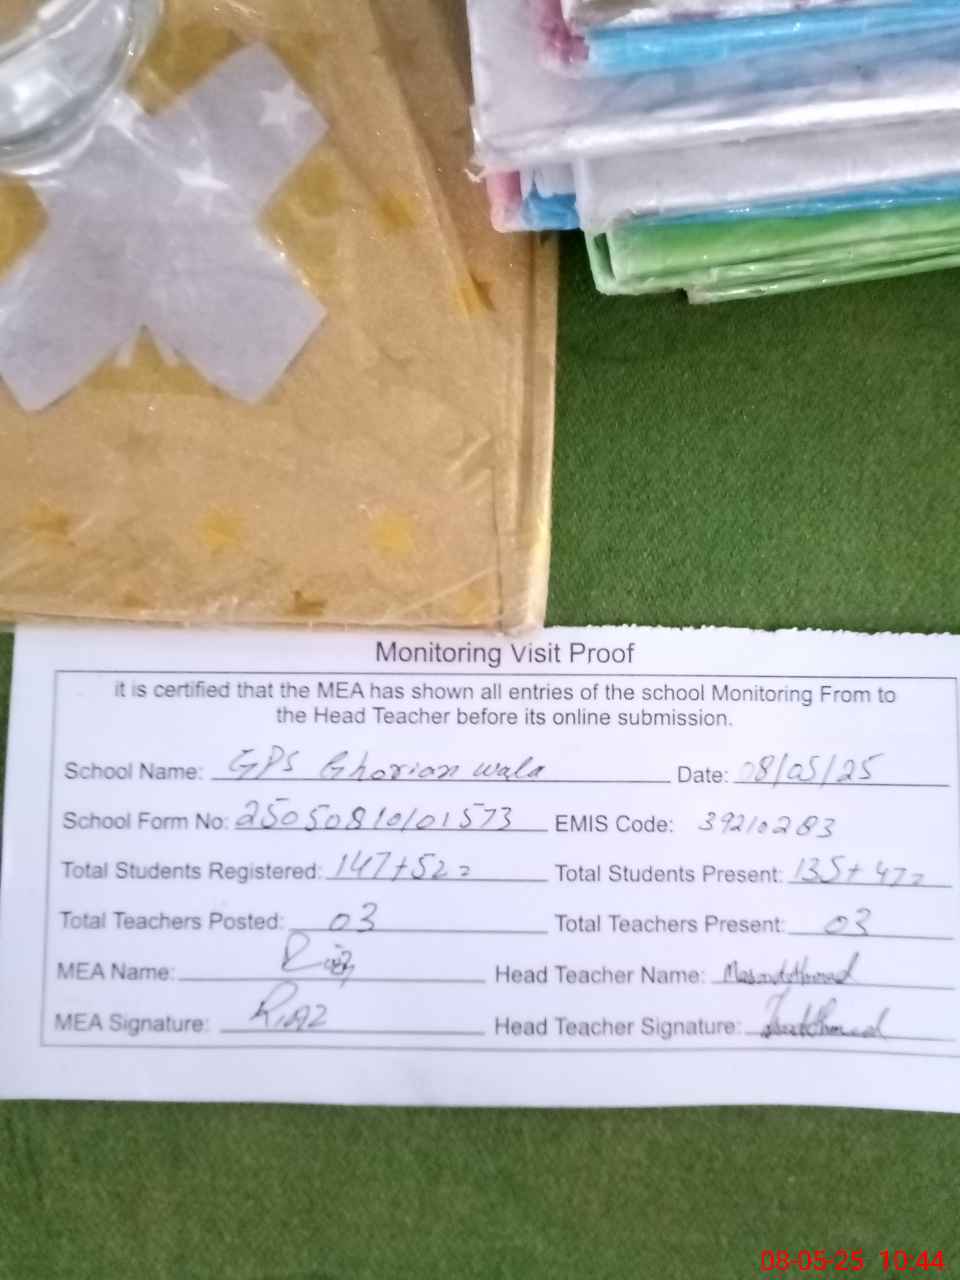 Monitoring Visit Proof
it is certified that the MEA has shown all entries of the school Monitoring From to
the Head Teacher before its online submission.
School Name: GPS Ghorian wala Date: 08/05/25
School Form No: 25050810101573 EMIS Code: 39210283
Total Students Registered: 147+52= Total Students Present: 135+47=
Total Teachers Posted: 03 Total Teachers Present: 03
MEA Name: Head Teacher Name: Masood Ahmad
MEA Signature: RiAZ Head Teacher Signature:
08-05-25 10:44